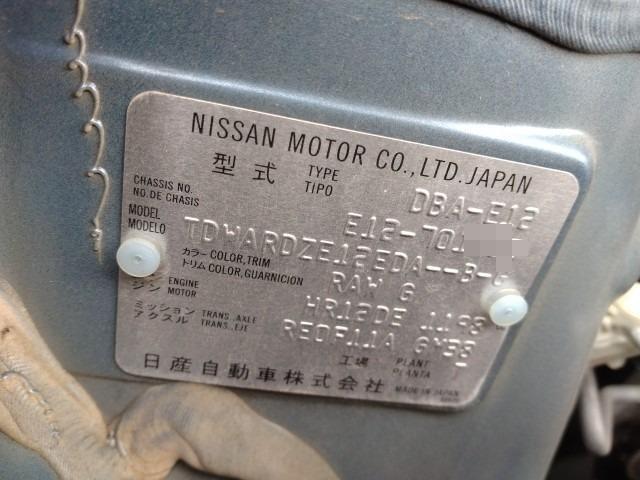 NISSAN MOTOR CO.,LTD.JAPAN
型式 TYPE TIPO DBA-E12
CHASSIS NO. NO.DE CHASIS E12-701
MODEL MODELO TDWARDZE12EDA--B-
カラー COLOR,TRIM トリム COLOR,GUARNICION RAW G
エンジン ENGINE MOTOR HR12DE 1198
ミッション TRANS. アクスル TRANS. AXLE EJE RE0F11A GM38
工場 PLANT PLANTA T
日産自動車株式会社 MADE IN JAPAN